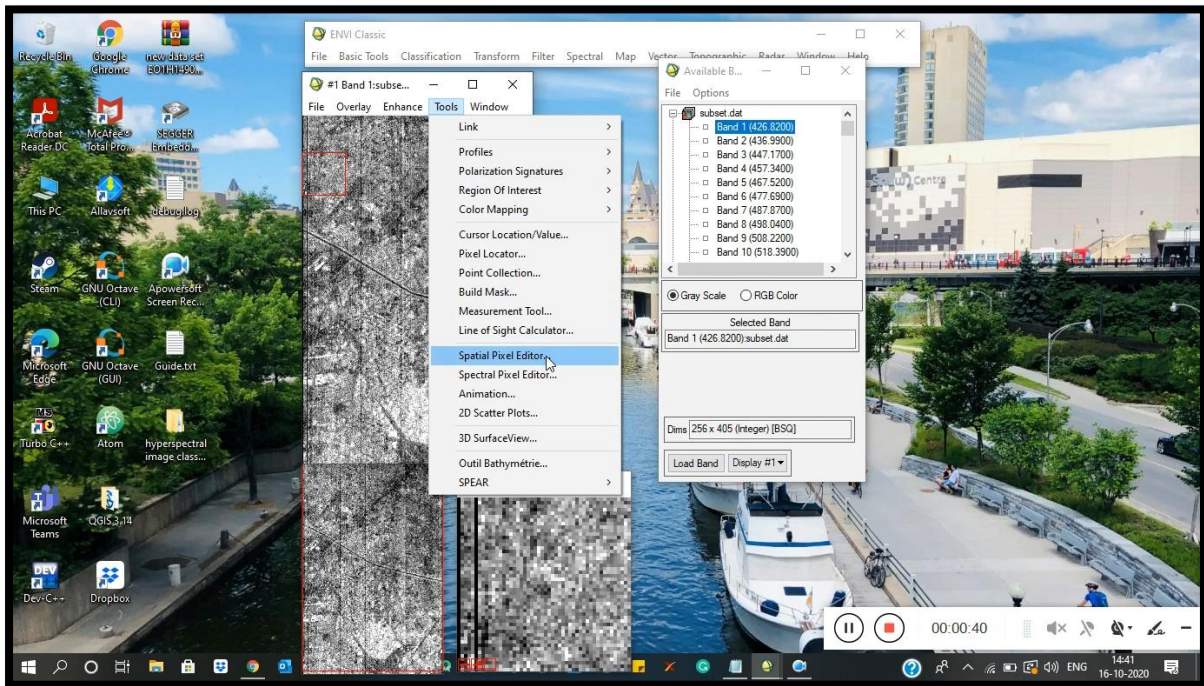 Recycle Bin
Google Chrome
new data set EO1H1490...
Acrobat Reader DC
McAfee® Total Pro...
SEGGER Embedd...
This PC
Allavsoft
debug.log
Steam
GNU Octave (CLI)
Apowersoft Screen Rec...
Microsoft Edge
GNU Octave (GUI)
Guide.txt
Turbo C++
Atom
hyperspectral image class...
Microsoft Teams
QGIS 3.14
DEV
Dev-C++
Dropbox
ENVI Classic
File Basic Tools Classification Transform Filter Spectral Map Vector Topographic Radar Window Help
#1 Band 1:subse...
File Overlay Enhance Tools Window
Link
Profiles
Polarization Signatures
Region Of Interest
Color Mapping
Cursor Location/Value...
Pixel Locator...
Point Collection...
Build Mask...
Measurement Tool...
Line of Sight Calculator...
Spatial Pixel Editor...
Spectral Pixel Editor...
Animation...
2D Scatter Plots...
3D SurfaceView...
Outil Bathymétrie...
SPEAR
Available B...
File Options
subset.dat
Band 1 (426.8200)
Band 2 (436.9900)
Band 3 (447.1700)
Band 4 (457.3400)
Band 5 (467.5200)
Band 6 (477.6900)
Band 7 (487.8700)
Band 8 (498.0400)
Band 9 (508.2200)
Band 10 (518.3900)
Gray Scale RGB Color
Selected Band
Band 1 (426.8200):subset.dat
Dims 256 x 405 (Integer) [BSQ]
Load Band Display #1
Centre
00:00:40
ENG
14:41
16-10-2020